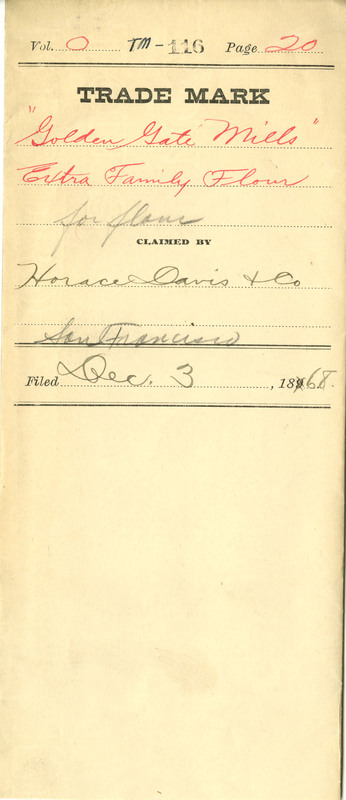 Vol. 0 TM-116 Page 20
TRADE MARK
"Golden Gate Mills"
Extra Family Flour
for flour
CLAIMED BY
Horace Davis & Co
San Francisco
Filed Dec. 3, 1868.